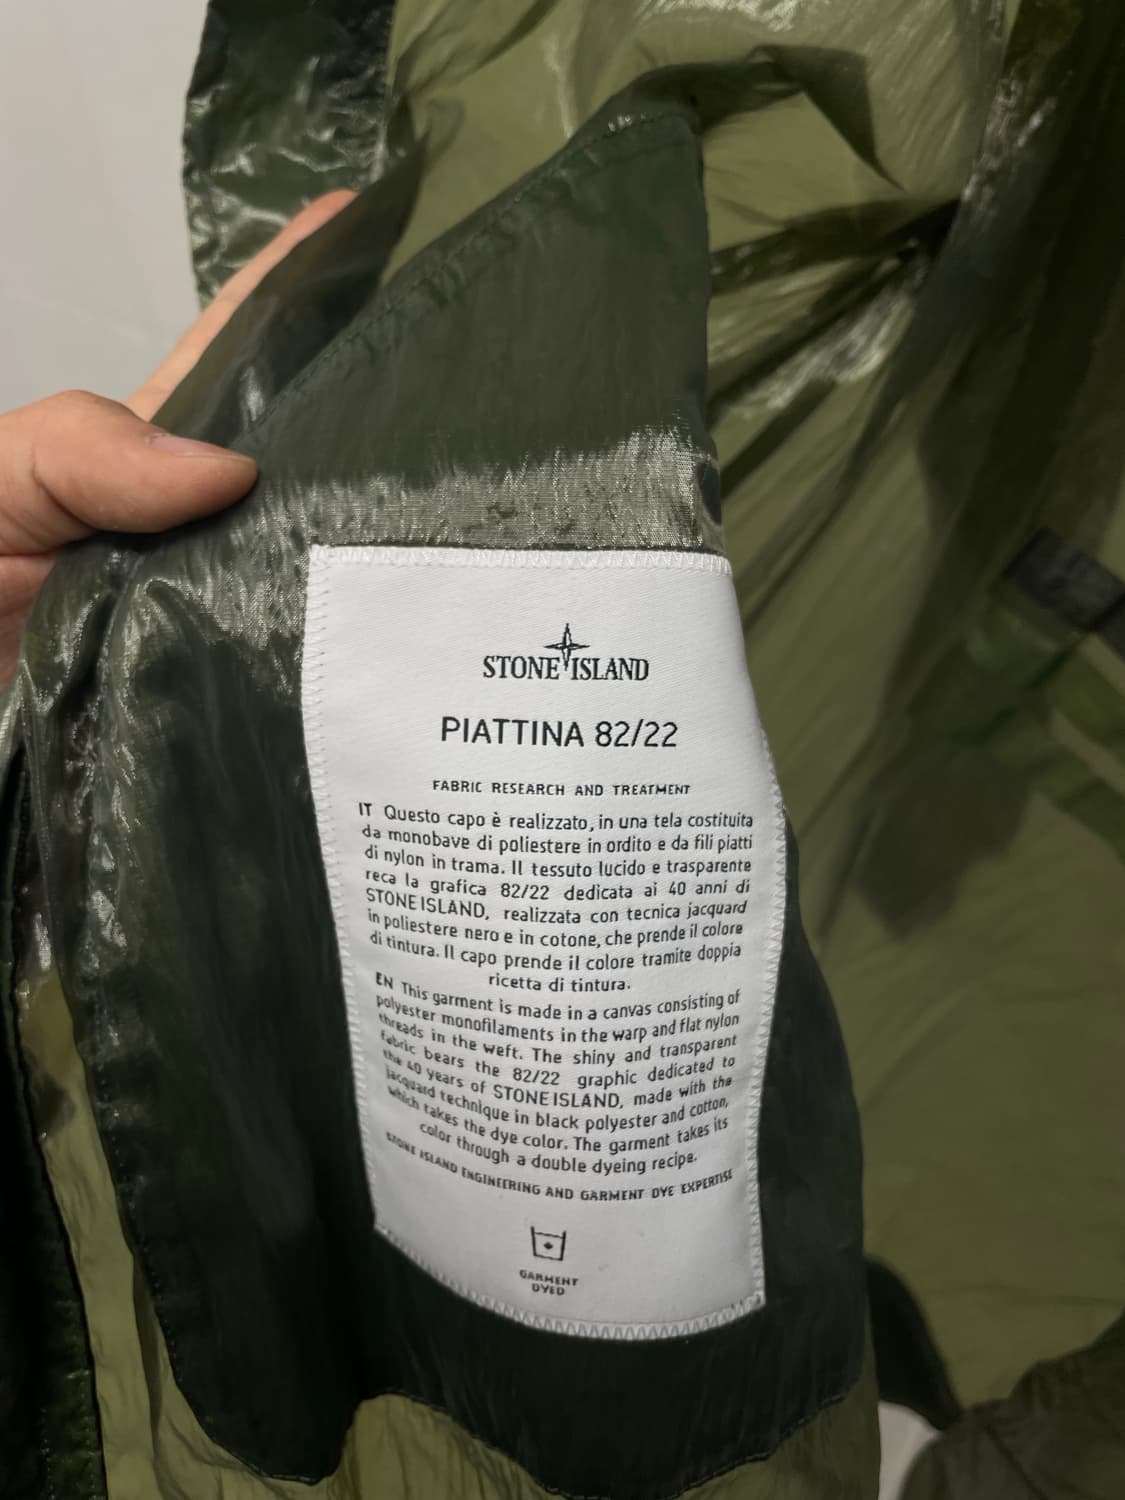 STONE ISLAND
PIATTINA 82/22
FABRIC RESEARCH AND TREATMENT
IT Questo capo è realizzato, in una tela costituita
da monobave di poliestere in ordito e da fili piatti
di nylon in trama. Il tessuto lucido e trasparente
reca la grafica 82/22 dedicata ai 40 anni di
STONE ISLAND, realizzata con tecnica jacquard
in poliestere nero e in cotone, che prende il colore
di tintura. Il capo prende il colore tramite doppia
ricetta di tintura.
EN This garment is made in a canvas consisting of
polyester monofilaments in the warp and flat nylon
threads in the weft. The shiny and transparent
fabric bears the 82/22 graphic dedicated to
the 40 years of STONE ISLAND, made with the
jacquard technique in black polyester and cotton,
which takes the dye color. The garment takes its
color through a double dyeing recipe.
STONE ISLAND ENGINEERING AND GARMENT DYE EXPERTISE
GARMENT
DYED